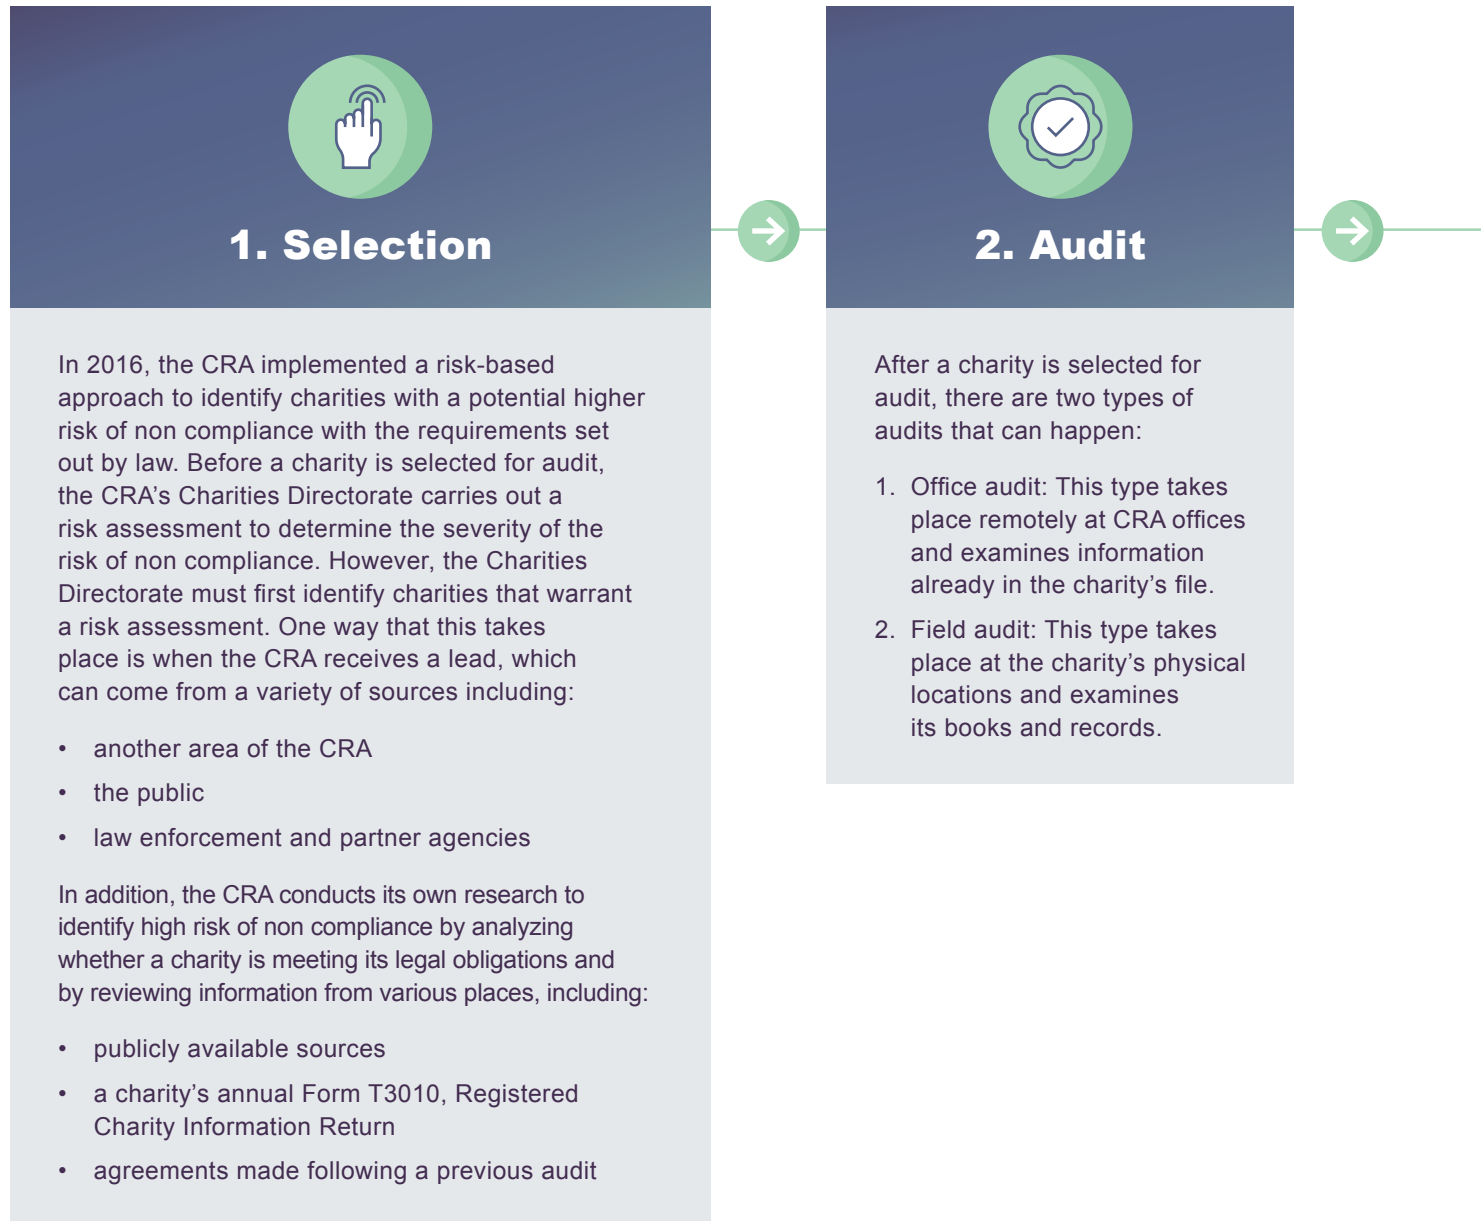 1. Selection
In 2016, the CRA implemented a risk-based
approach to identify charities with a potential higher
risk of non compliance with the requirements set
out by law. Before a charity is selected for audit,
the CRA’s Charities Directorate carries out a
risk assessment to determine the severity of the
risk of non compliance. However, the Charities
Directorate must first identify charities that warrant
a risk assessment. One way that this takes
place is when the CRA receives a lead, which
can come from a variety of sources including:
• another area of the CRA
• the public
• law enforcement and partner agencies
In addition, the CRA conducts its own research to
identify high risk of non compliance by analyzing
whether a charity is meeting its legal obligations and
by reviewing information from various places, including:
• publicly available sources
• a charity’s annual Form T3010, Registered
Charity Information Return
• agreements made following a previous audit
2. Audit
After a charity is selected for
audit, there are two types of
audits that can happen:
1. Office audit: This type takes
place remotely at CRA offices
and examines information
already in the charity’s file.
2. Field audit: This type takes
place at the charity’s physical
locations and examines
its books and records.